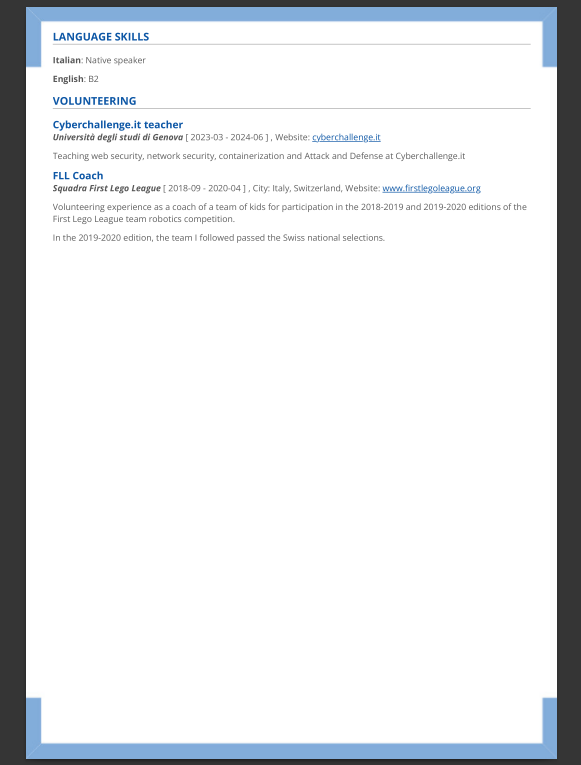 LANGUAGE SKILLS
Italian: Native speaker
English: B2
VOLUNTEERING
Cyberchallenge.it teacher
Università degli studi di Genova [ 2023-03 - 2024-06 ] , Website: cyberchallenge.it
Teaching web security, network security, containerization and Attack and Defense at Cyberchallenge.it
FLL Coach
Squadra First Lego League [ 2018-09 - 2020-04 ] , City: Italy, Switzerland, Website: www.firstlegoleague.org
Volunteering experience as a coach of a team of kids for participation in the 2018-2019 and 2019-2020 editions of the
First Lego League team robotics competition.
In the 2019-2020 edition, the team I followed passed the Swiss national selections.